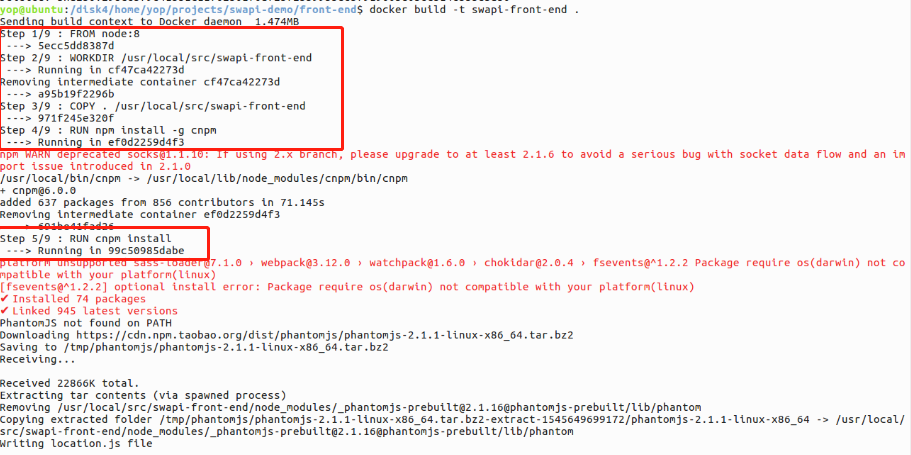 yop@ubuntu:/disk4/home/yop/projects/swapi-demo/front-end$ docker build -t swapi-front-end .
Sending build context to Docker daemon  1.474MB
Step 1/9 : FROM node:8
 ---> 5ecc5dd8387d
Step 2/9 : WORKDIR /usr/local/src/swapi-front-end
 ---> Running in cf47ca42273d
Removing intermediate container cf47ca42273d
 ---> a95b19f2296b
Step 3/9 : COPY . /usr/local/src/swapi-front-end
 ---> 971f245e320f
Step 4/9 : RUN npm install -g cnpm
 ---> Running in ef0d2259d4f3
npm WARN deprecated socks@1.1.10: If using 2.x branch, please upgrade to at least 2.1.6 to avoid a serious bug with socket data flow and an im
port issue introduced in 2.1.0
/usr/local/bin/cnpm -> /usr/local/lib/node_modules/cnpm/bin/cnpm
+ cnpm@6.0.0
added 637 packages from 856 contributors in 71.145s
Removing intermediate container ef0d2259d4f3
Step 5/9 : RUN cnpm install
 ---> Running in 99c50985dabe
platform unsupported sass-loader@7.1.0 › webpack@3.12.0 › watchpack@1.6.0 › chokidar@2.0.4 › fsevents@^1.2.2 Package require os(darwin) not co
mpatible with your platform(linux)
[fsevents@^1.2.2] optional install error: Package require os(darwin) not compatible with your platform(linux)
✔ Installed 74 packages
✔ Linked 945 latest versions
PhantomJS not found on PATH
Downloading https://cdn.npm.taobao.org/dist/phantomjs/phantomjs-2.1.1-linux-x86_64.tar.bz2
Saving to /tmp/phantomjs/phantomjs-2.1.1-linux-x86_64.tar.bz2
Receiving...
Received 22866K total.
Extracting tar contents (via spawned process)
Removing /usr/local/src/swapi-front-end/node_modules/_phantomjs-prebuilt@2.1.16@phantomjs-prebuilt/lib/phantom
Copying extracted folder /tmp/phantomjs/phantomjs-2.1.1-linux-x86_64.tar.bz2-extract-1545649699172/phantomjs-2.1.1-linux-x86_64 -> /usr/local/
src/swapi-front-end/node_modules/_phantomjs-prebuilt@2.1.16@phantomjs-prebuilt/lib/phantom
Writing location.js file